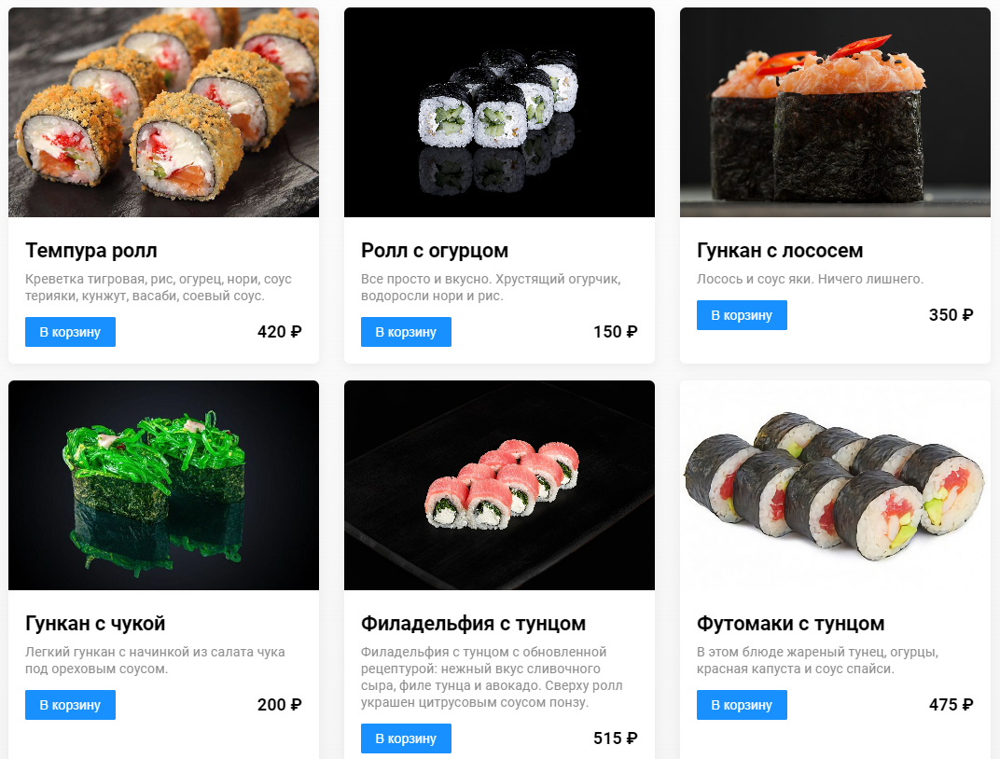 Темпура ролл
Креветка тигровая, рис, огурец, нори, соус
терияки, кунжут, васаби, соевый соус.
В корзину
420 ₽
Ролл с огурцом
Все просто и вкусно. Хрустящий огурчик,
водоросли нори и рис.
В корзину
150 ₽
Гункан с лососем
Лосось и соус яки. Ничего лишнего.
В корзину
350 ₽
Гункан с чукой
Легкий гункан с начинкой из салата чука
под ореховым соусом.
В корзину
200 ₽
Филадельфия с тунцом
Филадельфия с тунцом с обновленной
рецептурой: нежный вкус сливочного
сыра, филе тунца и авокадо. Сверху ролл
украшен цитрусовым соусом понзу.
В корзину
515 ₽
Футомаки с тунцом
В этом блюде жареный тунец, огурцы,
красная капуста и соус спайси.
В корзину
475 ₽